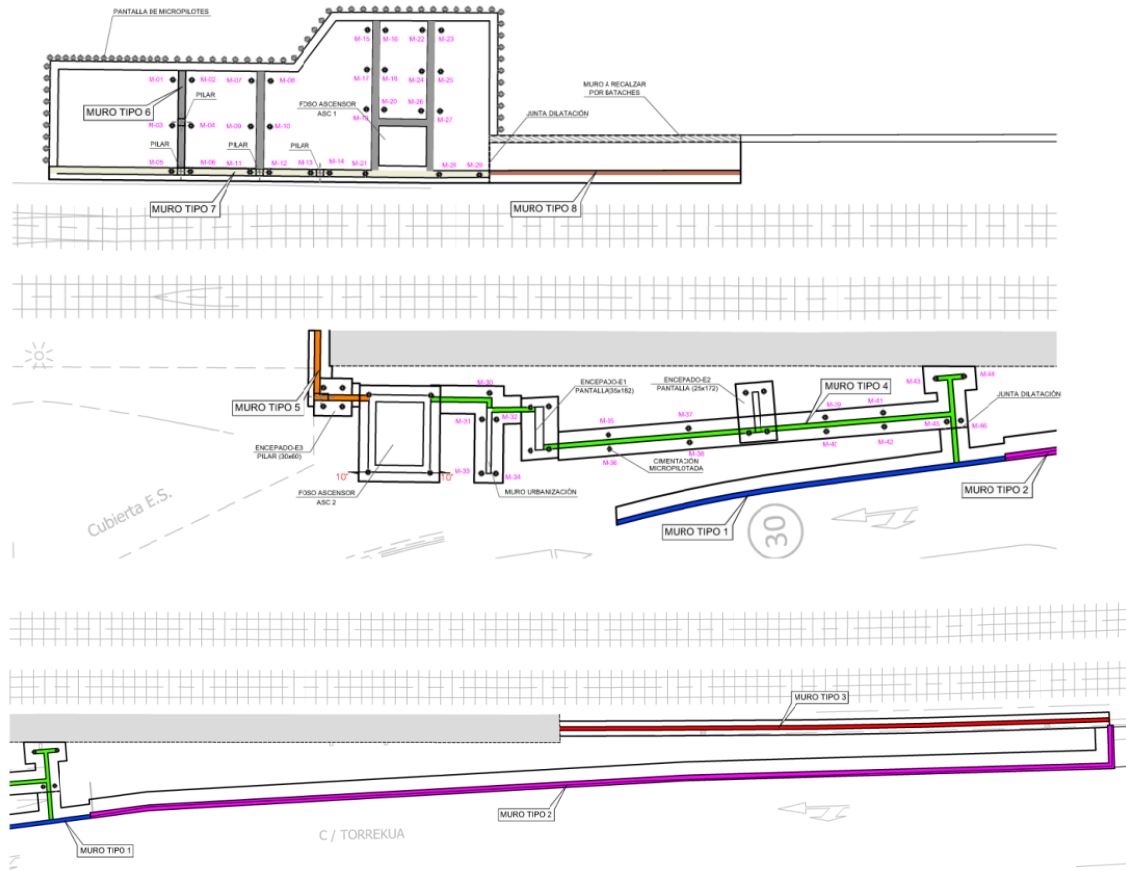 PANTALLA DE MICROPILOTES
M-15
M-16
M-22
M-23
M-01
M-02
M-07
M-08
M-17
M-18
M-24
M-25
MURO A RECALZAR
POR BATACHES
PILAR
MURO TIPO 6
FOSO ASCENSOR
ASC 1
M-20
M-26
M-19
M-27
JUNTA DILATACIÓN
M-03
M-04
M-09
M-10
PILAR
PILAR
PILAR
M-05
M-06
M-11
M-12
M-13
M-14
M-21
M-28
M-29
MURO TIPO 7
MURO TIPO 8
ENCEPADO-E1
PANTALLA(35x182)
ENCEPADO-E2
PANTALLA (25x172)
MURO TIPO 4
M-43
M-44
M-30
JUNTA DILATACIÓN
MURO TIPO 5
M-31
M-32
M-37
M-39
M-41
M-45
M-46
M-35
M-38
M-40
M-42
ENCEPADO-E3
PILAR (30x60)
M-36
CIMENTACIÓN
MICROPILOTADA
M-33
M-34
10'
10'
MURO URBANIZACIÓN
FOSO ASCENSOR
ASC 2
MURO TIPO 2
Cubierta E.S.
MURO TIPO 1
30
MURO TIPO 3
MURO TIPO 2
C / TORREKUA
MURO TIPO 1